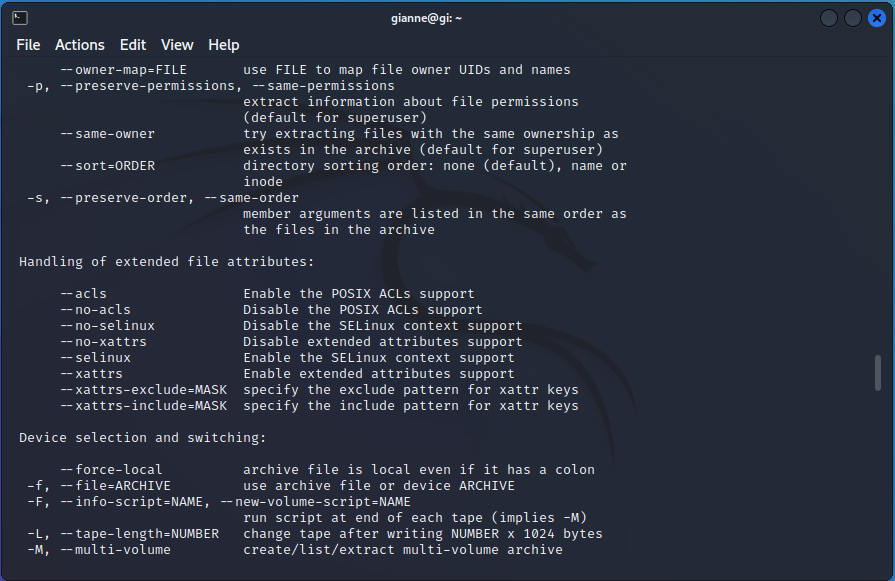 gianne@gi: ~
File Actions Edit View Help
--owner-map=FILE use FILE to map file owner UIDs and names
-p, --preserve-permissions, --same-permissions
extract information about file permissions
(default for superuser)
--same-owner try extracting files with the same ownership as
exists in the archive (default for superuser)
--sort=ORDER directory sorting order: none (default), name or
inode
-s, --preserve-order, --same-order
member arguments are listed in the same order as
the files in the archive
Handling of extended file attributes:
--acls Enable the POSIX ACLs support
--no-acls Disable the POSIX ACLs support
--no-selinux Disable the SELinux context support
--no-xattrs Disable extended attributes support
--selinux Enable the SELinux context support
--xattrs Enable extended attributes support
--xattrs-exclude=MASK specify the exclude pattern for xattr keys
--xattrs-include=MASK specify the include pattern for xattr keys
Device selection and switching:
--force-local archive file is local even if it has a colon
-f, --file=ARCHIVE use archive file or device ARCHIVE
-F, --info-script=NAME, --new-volume-script=NAME
run script at end of each tape (implies -M)
-L, --tape-length=NUMBER change tape after writing NUMBER x 1024 bytes
-M, --multi-volume create/list/extract multi-volume archive